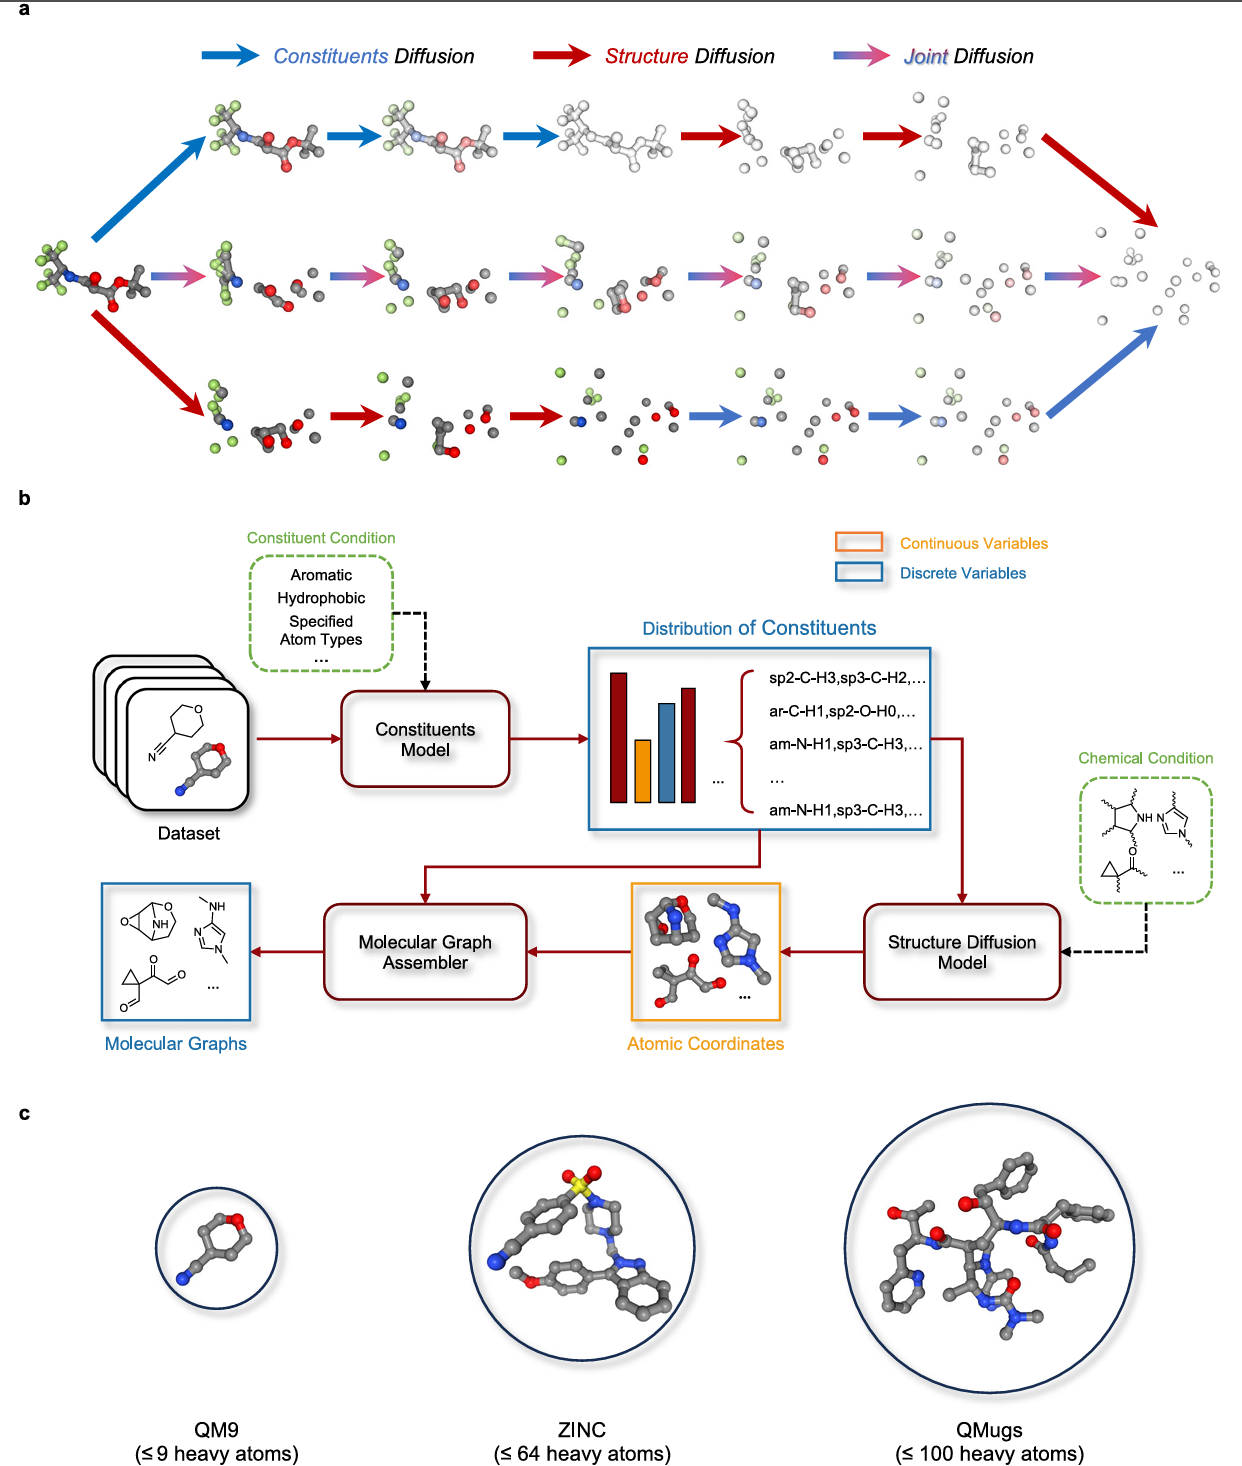 a
Constituents Diffusion
Structure Diffusion
Joint Diffusion
b
Constituent Condition
Aromatic
Hydrophobic
Specified
Atom Types
...
Continuous Variables
Discrete Variables
Distribution of Constituents
sp2-C-H3,sp3-C-H2,...
ar-C-H1,sp2-O-H0,...
am-N-H1,sp3-C-H3,...
...
...
am-N-H1,sp3-C-H3,...
Constituents
Model
O
N
Dataset
Chemical Condition
NH
N
N
O
...
O
O
NH
NH
N
N
O
O
O
...
Molecular Graphs
Molecular Graph
Assembler
...
Atomic Coordinates
Structure Diffusion
Model
c
QM9
(≤ 9 heavy atoms)
ZINC
(≤ 64 heavy atoms)
QMugs
(≤ 100 heavy atoms)